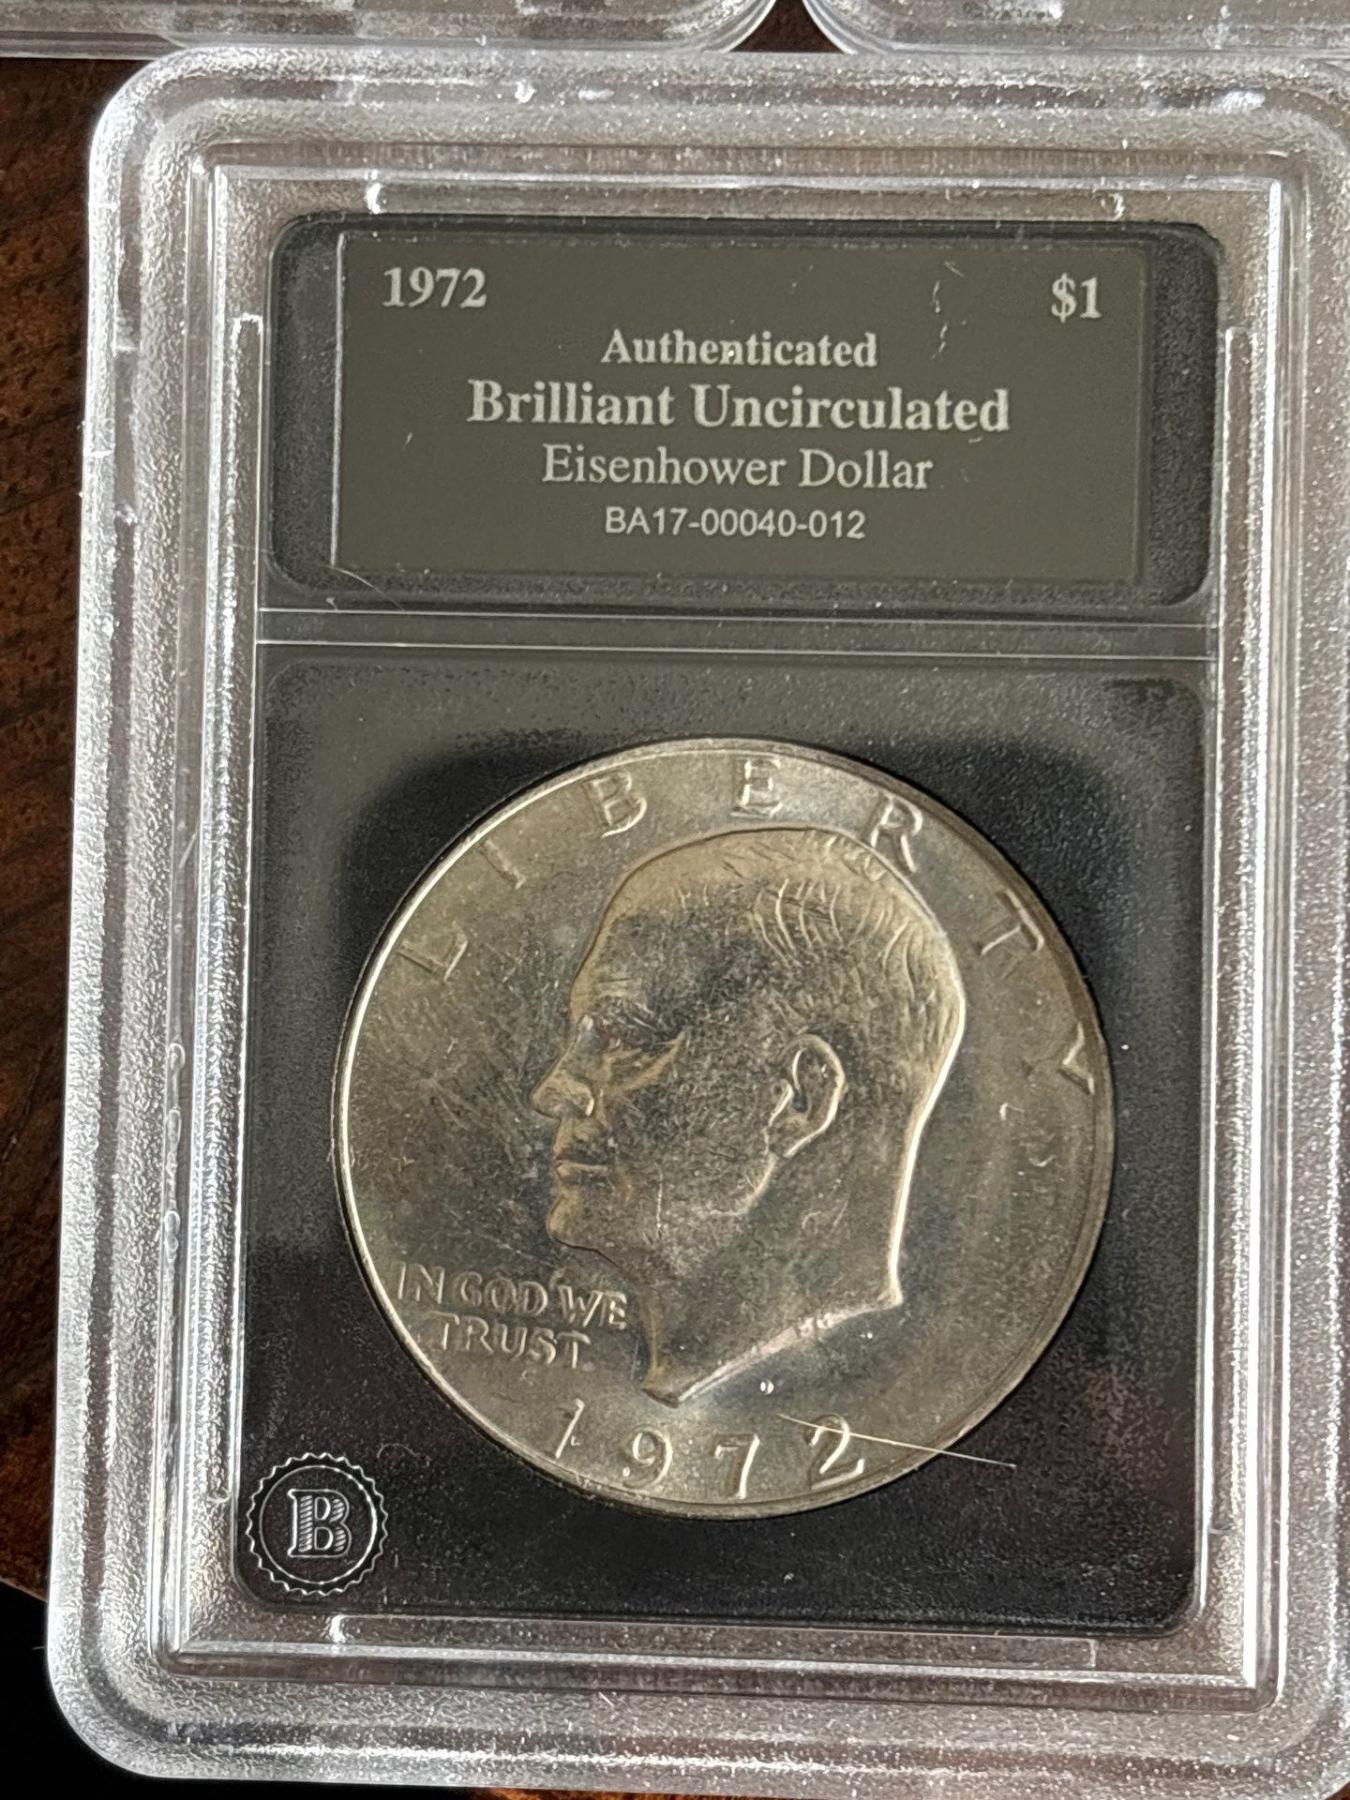 1972 $1
Authenticated
Brilliant Uncirculated
Eisenhower Dollar
BA17-00040-012
LIBERTY
IN GOD WE
TRUST
1972
B